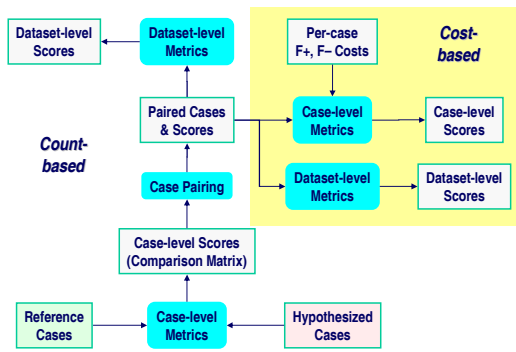 Dataset-level
Scores
Dataset-level
Metrics
Per-case
F+, F– Costs
Cost-
based
Paired Cases
& Scores
Case-level
Metrics
Case-level
Scores
Count-
based
Case Pairing
Dataset-level
Metrics
Dataset-level
Scores
Case-level Scores
(Comparison Matrix)
Reference
Cases
Case-level
Metrics
Hypothesized
Cases